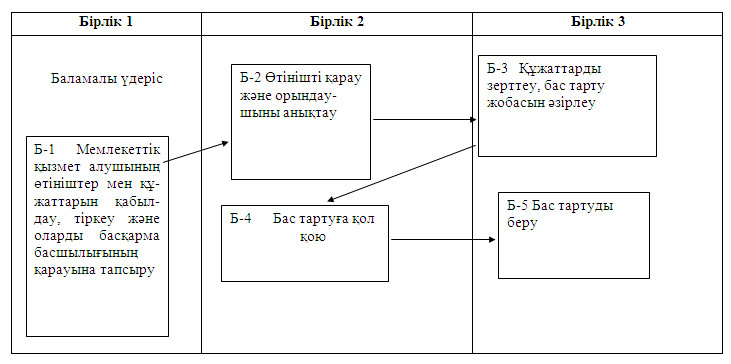 Бірлік 1
Бірлік 2
Бірлік 3
Баламалы үдеріс
Б-1 Мемлекеттік
қызмет алушының
өтініштер мен құ-
жаттарын қабыл-
дау, тіркеу және
оларды басқарма
басшылығының
қарауына тапсыру
Б-2 Өтінішті қарау
және орындау-
шыны анықтау
Б-3 Құжаттарды
зерттеу, бас тарту
жобасын әзірлеу
Б-4 Бас тартуға қол
қою
Б-5 Бас тартуды
беру